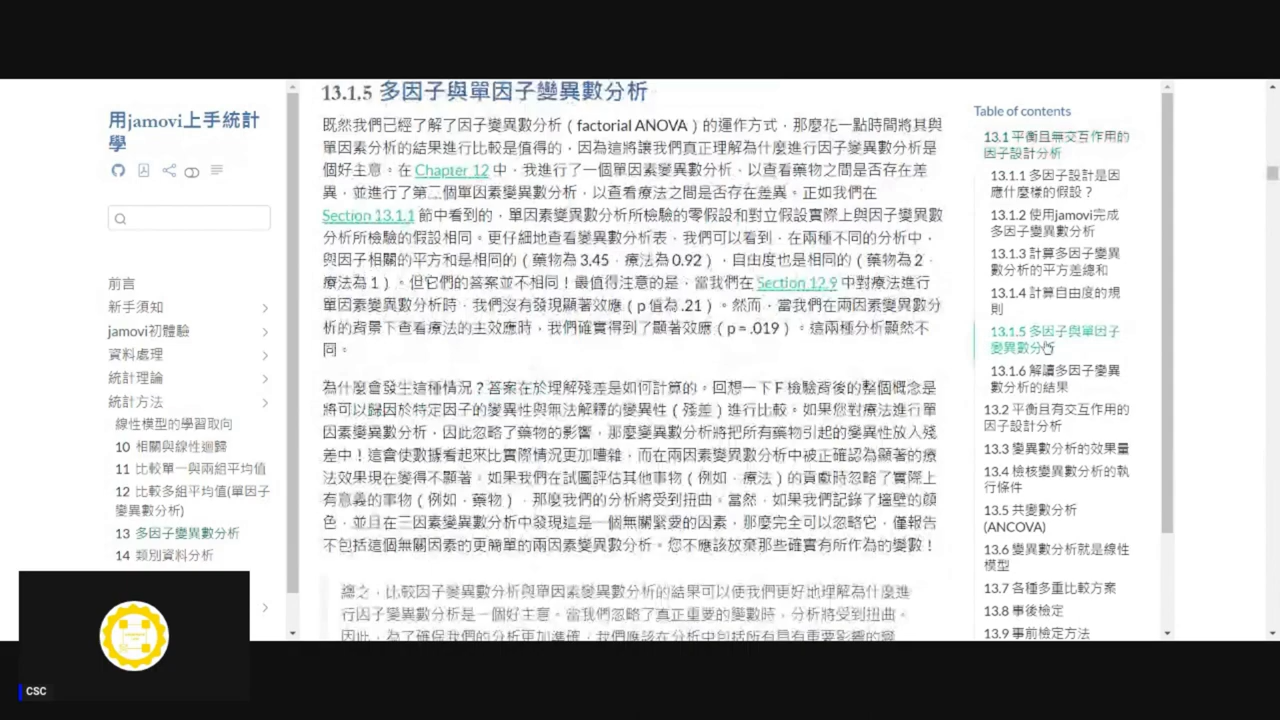 用jamovi上手統計
學
前言
新手須知
jamovi初體驗
資料處理
統計理論
統計方法
線性模型的學習取向
10 相關與線性迴歸
11 比較單一與兩組平均值
12 比較多組平均值(單因子
變異數分析)
13 多因子變異數分析
14 類別資料分析
CSC
13.1.5 多因子與單因子變異數分析
既然我們已經了解了因子變異數分析（factorial ANOVA）的運作方式，那麼花一點時間將其與
單因素分析的結果進行比較是值得的，因為這將讓我們真正理解為什麼進行因子變異數分析是
個好主意。在 Chapter 12 中，我進行了一個單因素變異數分析，以查看藥物之間是否存在差
異，並進行了第二個單因素變異數分析，以查看療法之間是否存在差異。正如我們在
Section 13.1.1 節中看到的，單因素變異數分析所檢驗的零假設和對立假設實際上與因子變異數
分析所檢驗的假設相同。更仔細地查看變異數分析表，我們可以看到，在兩種不同的分析中，
與因子相關的平方和是相同的（藥物為 3.45，療法為 0.92），自由度也是相同的（藥物為 2，
療法為 1）。但它們的答案並不相同！最值得注意的是，當我們在 Section 12.9 中對療法進行
單因素變異數分析時，我們沒有發現顯著效應（p 值為 .21）。然而，當我們在兩因素變異數分
析的背景下查看療法的主效應時，我們確實得到了顯著效應（p = .019）。這兩種分析顯然不
同。
為什麼會發生這種情況？答案在於理解殘差是如何計算的。回想一下 F 檢驗背後的整個概念是
將可以歸因於特定因子的變異性與無法解釋的變異性（殘差）進行比較。如果您對療法進行單
因素變異數分析，因此忽略了藥物的影響，那麼變異數分析將把所有藥物引起的變異性放入殘
差中！這會使數據看起來比實際情況更加嘈雜，而在兩因素變異數分析中被正確認為顯著的療
法效果現在變得不顯著。如果我們在試圖評估其他事物（例如，療法）的貢獻時忽略了實際上
有意義的事物（例如，藥物），那麼我們的分析將受到扭曲。當然，如果我們記錄了牆壁的顏
色，並且在三因素變異數分析中發現這是一個無關緊要的因素，那麼完全可以忽略它，僅報告
不包括這個無關因素的更簡單的兩因素變異數分析。您不應該放棄那些確實有所作為的變數！
總之，比較因子變異數分析與單因素變異數分析的結果可以使我們更好地理解為什麼進
行因子變異數分析是一個好主意。當我們忽略了真正重要的變數時，分析將受到扭曲。
因此，為了確保我們的分析更加準確，我們應該在分析中包括所有具有重要影響的變
Table of contents
13.1 平衡且無交互作用的
因子設計分析
13.1.1 多因子設計是因
應什麼樣的假設？
13.1.2 使用jamovi完成
多因子變異數分析
13.1.3 計算多因子變異
數分析的平方差總和
13.1.4 計算自由度的規
則
13.1.5 多因子與單因子
變異數分
13.1.6 解讀多因子變異
數分析的結果
13.2 平衡且有交互作用的
因子設計分析
13.3 變異數分析的效果量
13.4 檢核變異數分析的執
行條件
13.5 共變數分析
(ANCOVA)
13.6 變異數分析就是線性
模型
13.7 各種多重比較方案
13.8 事後檢定
13.9 事前檢定方法